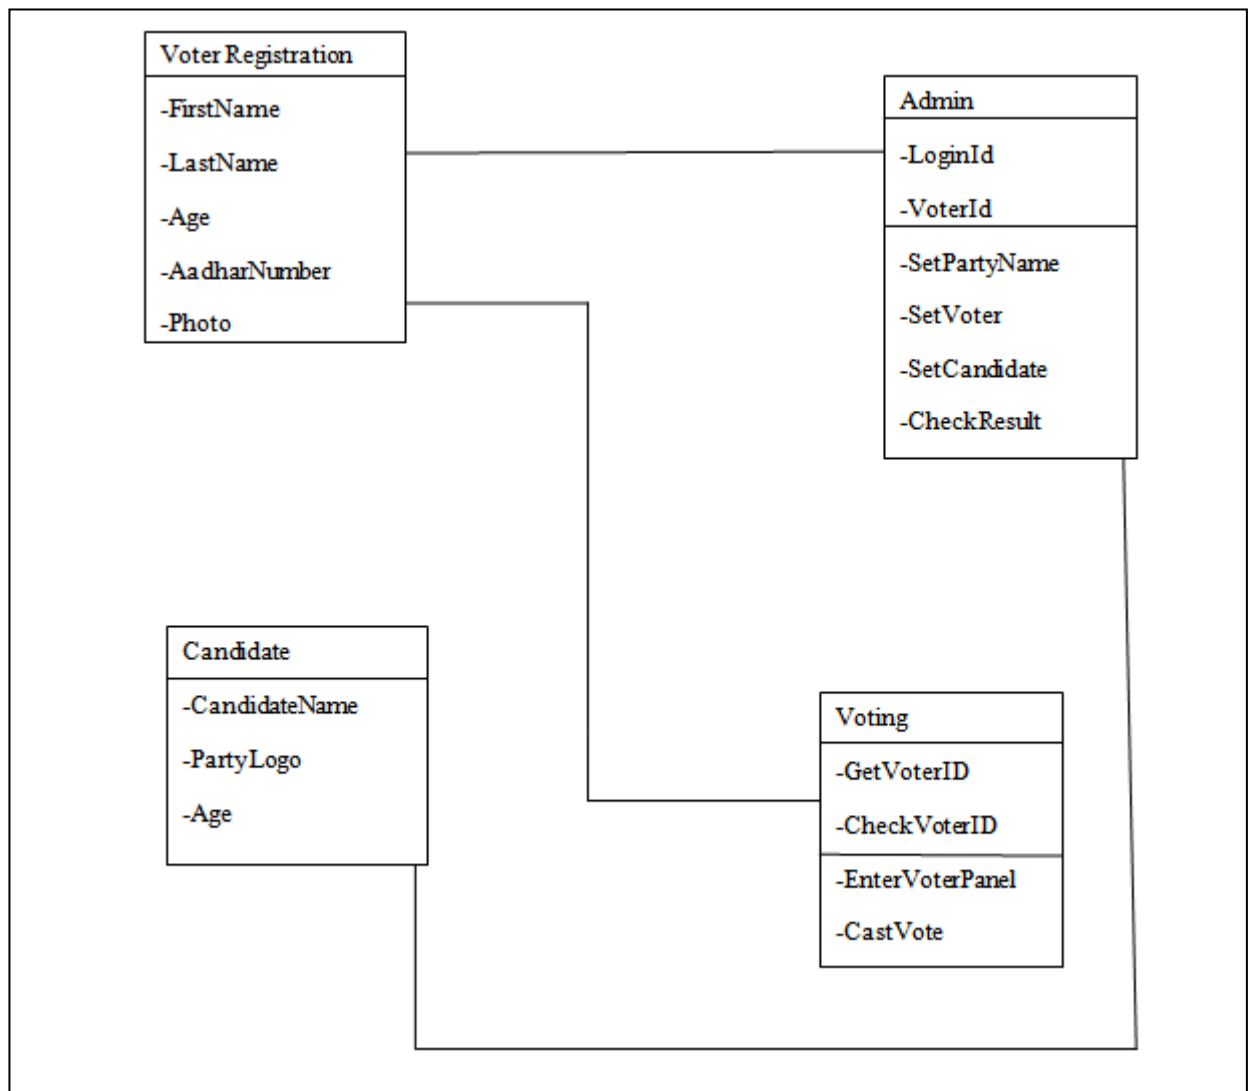 Voter Registration
-FirstName
-LastName
-Age
-AadharNumber
-Photo
Admin
-LoginId
-VoterId
-SetPartyName
-SetVoter
-SetCandidate
-CheckResult
Candidate
-CandidateName
-PartyLogo
-Age
Voting
-GetVoterID
-CheckVoterID
-EnterVoterPanel
-CastVote